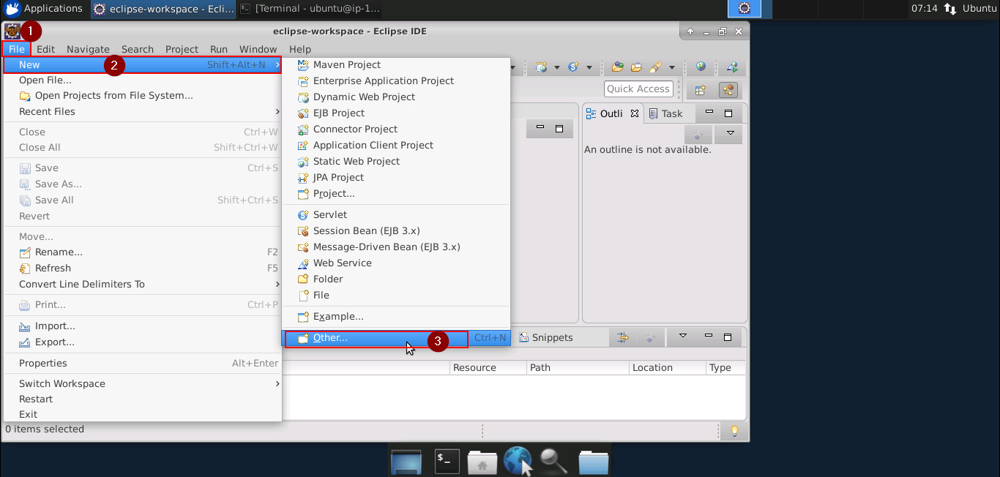 Applications
eclipse-workspace - Ecli...
[Terminal - ubuntu@ip-1...
07:14
Ubuntu
1
eclipse-workspace - Eclipse IDE
File Edit Navigate Search Project Run Window Help
New Shift+Alt+N
2
Open File...
Open Projects from File System...
Recent Files
Close Ctrl+W
Close All Shift+Ctrl+W
Save Ctrl+S
Save As...
Save All Shift+Ctrl+S
Revert
Move...
Rename... F2
Refresh F5
Convert Line Delimiters To
Print... Ctrl+P
Import...
Export...
Properties Alt+Enter
Switch Workspace
Restart
Exit
Maven Project
Enterprise Application Project
Dynamic Web Project
EJB Project
Connector Project
Application Client Project
Static Web Project
JPA Project
Project...
Servlet
Session Bean (EJB 3.x)
Message-Driven Bean (EJB 3.x)
Web Service
Folder
File
Example...
Other... Ctrl+N
3
Quick Access
Outli
Task
An outline is not available.
Snippets
Resource Path Location Type
0 items selected
$_